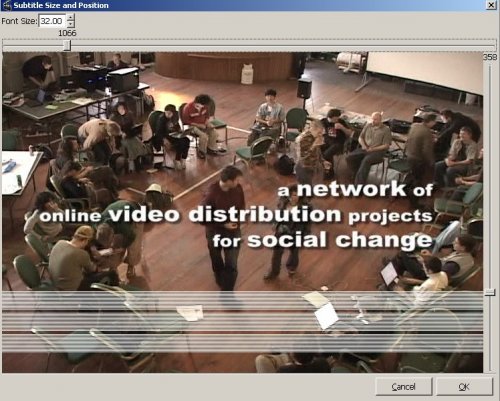 Subtitle Size and Position
Font Size: 32.00
1066
358
a network of
online video distribution projects
for social change
Cancel
OK